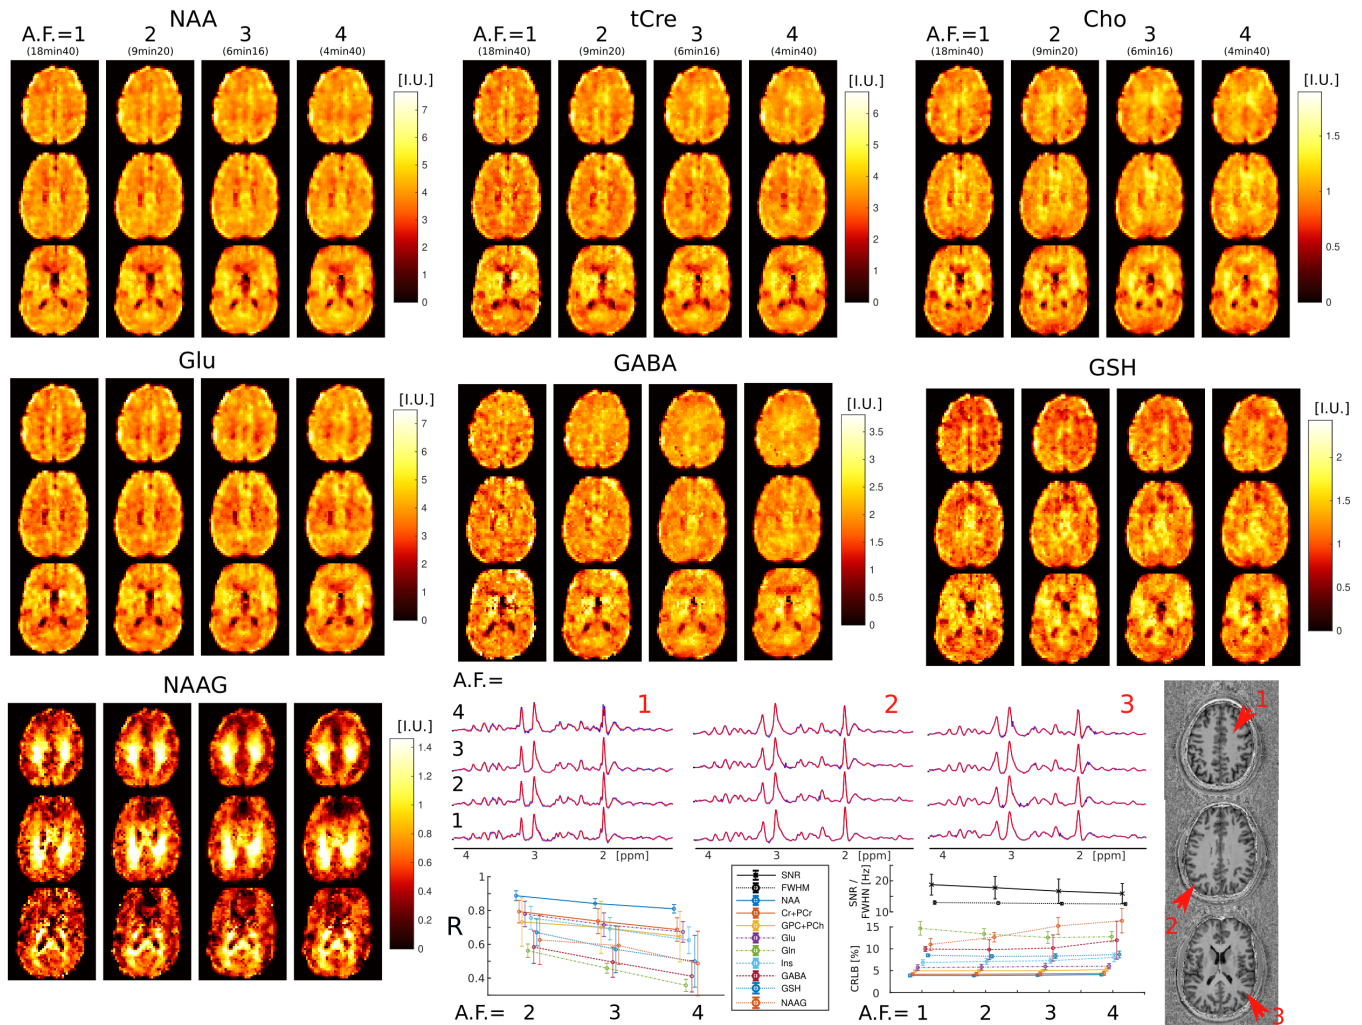 NAA
A.F.=1 2 3 4
(18min40) (9min20) (6min16) (4min40)
[I.U.]
7
6
5
4
3
2
1
0
tCre
A.F.=1 2 3 4
(18min40) (9min20) (6min16) (4min40)
[I.U.]
6
5
4
3
2
1
0
Cho
A.F.=1 2 3 4
(18min40) (9min20) (6min16) (4min40)
[I.U.]
1.5
1
0.5
0
Glu
[I.U.]
7
6
5
4
3
2
1
0
GABA
[I.U.]
3.5
3
2.5
2
1.5
1
0.5
0
GSH
[I.U.]
2
1.5
1
0.5
0
NAAG
[I.U.]
1.4
1.2
1
0.8
0.6
0.4
0.2
0
A.F.=
4
3
2
1
1
4 3 2 [ppm]
2
4 3 2 [ppm]
3
4 3 2 [ppm]
1
2
3
R
1
0.8
0.6
0.4
A.F.= 2 3 4
SNR
FWHM
NAA
Gr+PCr
GPC+PCh
Glu
Gln
Ins
GABA
GSH
NAAG
SNR /
FWHN [Hz]
20
10
CRLB [%]
15
10
5
0
A.F.= 1 2 3 4